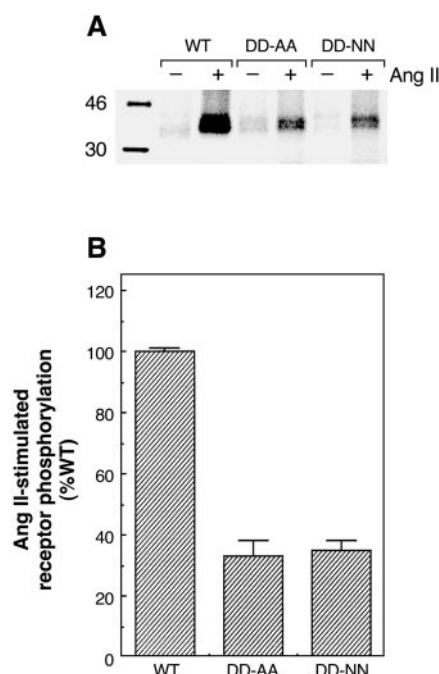 A
WT DD-AA DD-NN
− + − + − + Ang II
46
30
B
Ang II-stimulated
receptor phosphorylation
(%WT)
120
100
80
60
40
20
0
WT DD-AA DD-NN